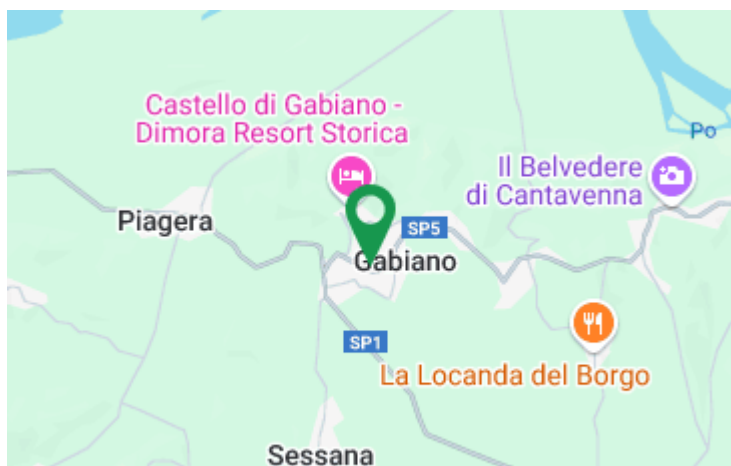 Castello di Gabiano -
Dimora Resort Storica
Po
Il Belvedere
di Cantavenna
Piagera
SP5
Gabiano
SP1
La Locanda del Borgo
Sessana